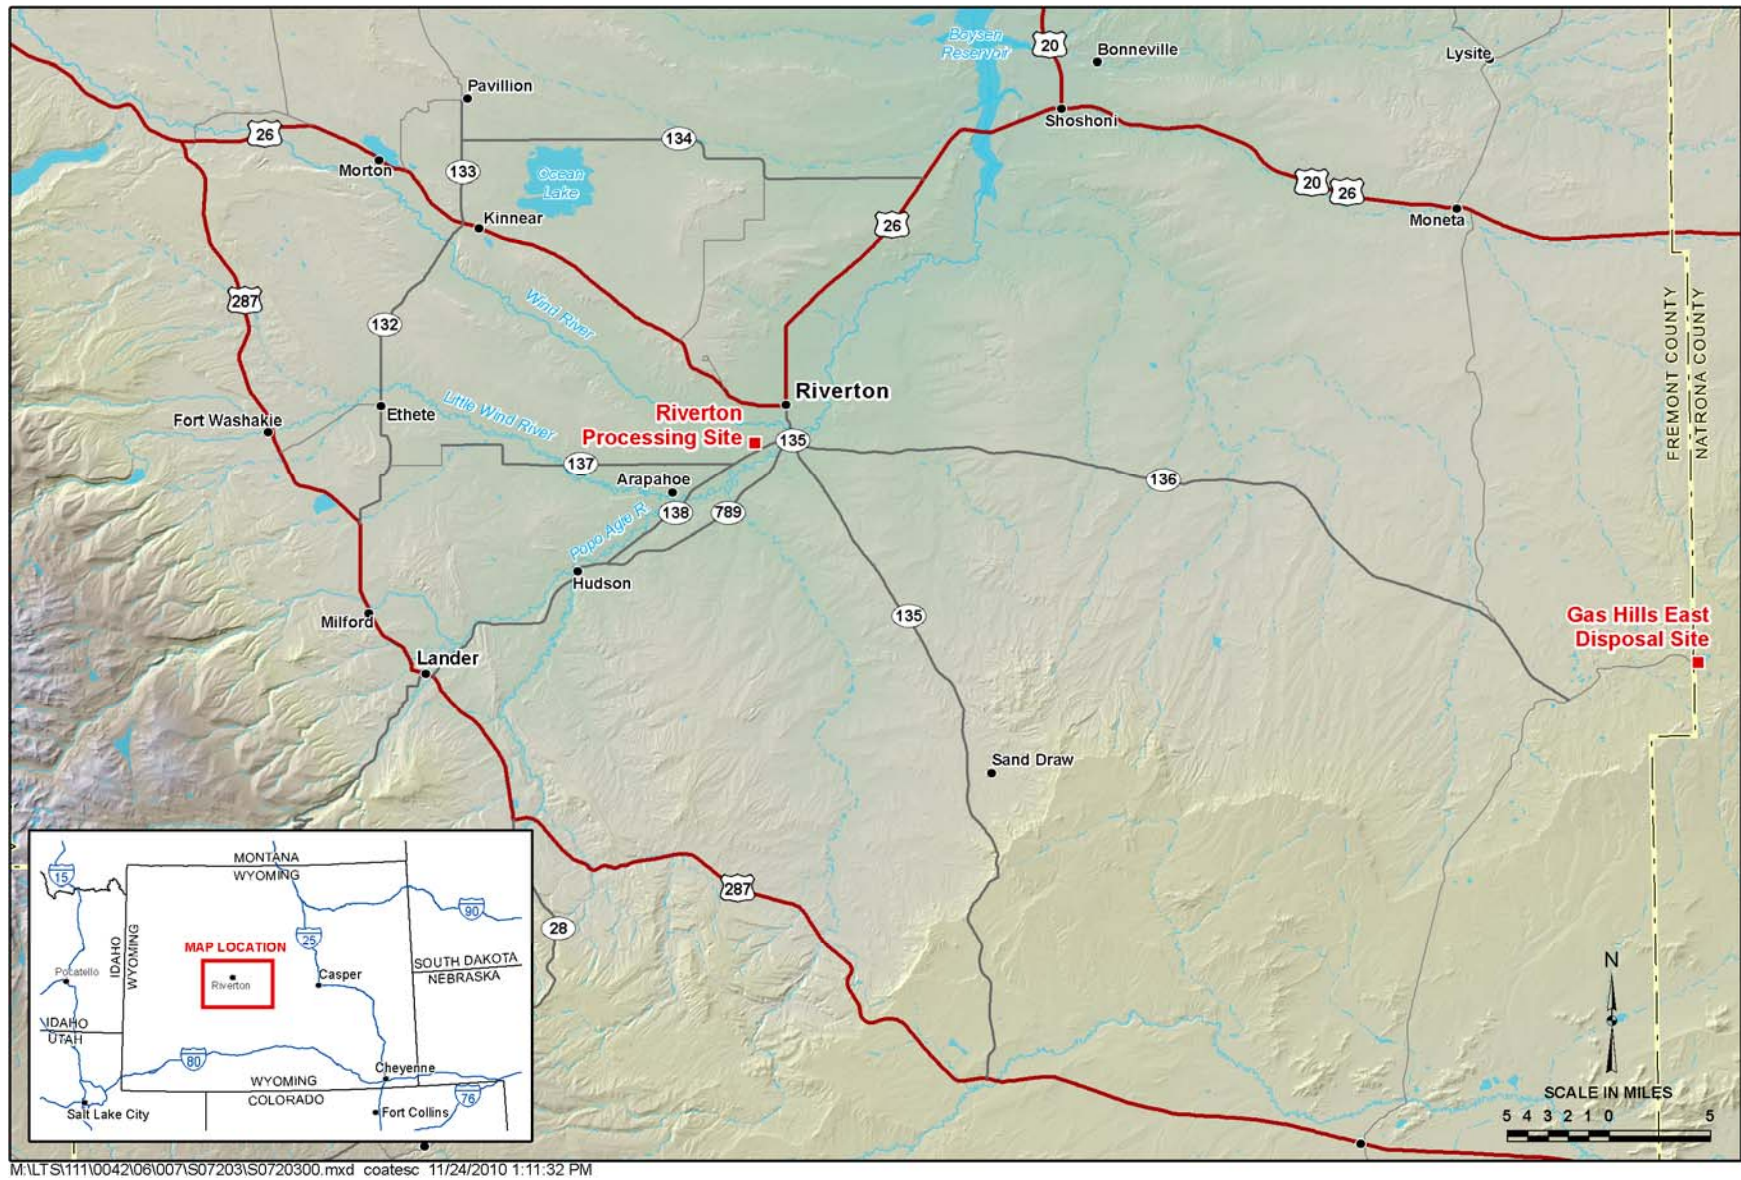 Boysen
Reservoir
20
Bonneville
Lysite
Pavillion
Shoshoni
26
134
Morton
133
Ocean
Lake
20
26
Kinnear
26
Moneta
287
Wind River
132
FREMONT COUNTY
NATRONA COUNTY
Riverton
Fort Washakie
Ethete
Little Wind River
Riverton
Processing Site
135
137
Arapahoe
136
138
789
Popo Agie R.
Hudson
135
Milford
Gas Hills East
Disposal Site
Lander
Sand Draw
287
28
MONTANA
WYOMING
15
90
25
MAP LOCATION
IDAHO
WYOMING
SOUTH DAKOTA
NEBRASKA
Pocatello
Riverton
Casper
IDAHO
UTAH
80
Cheyenne
WYOMING
COLORADO
76
Salt Lake City
Fort Collins
N
SCALE IN MILES
5 4 3 2 1 0 5
M:\LTS\111\0042\06\007\S07203\S0720300.mxd coatesc 11/24/2010 1:11:32 PM